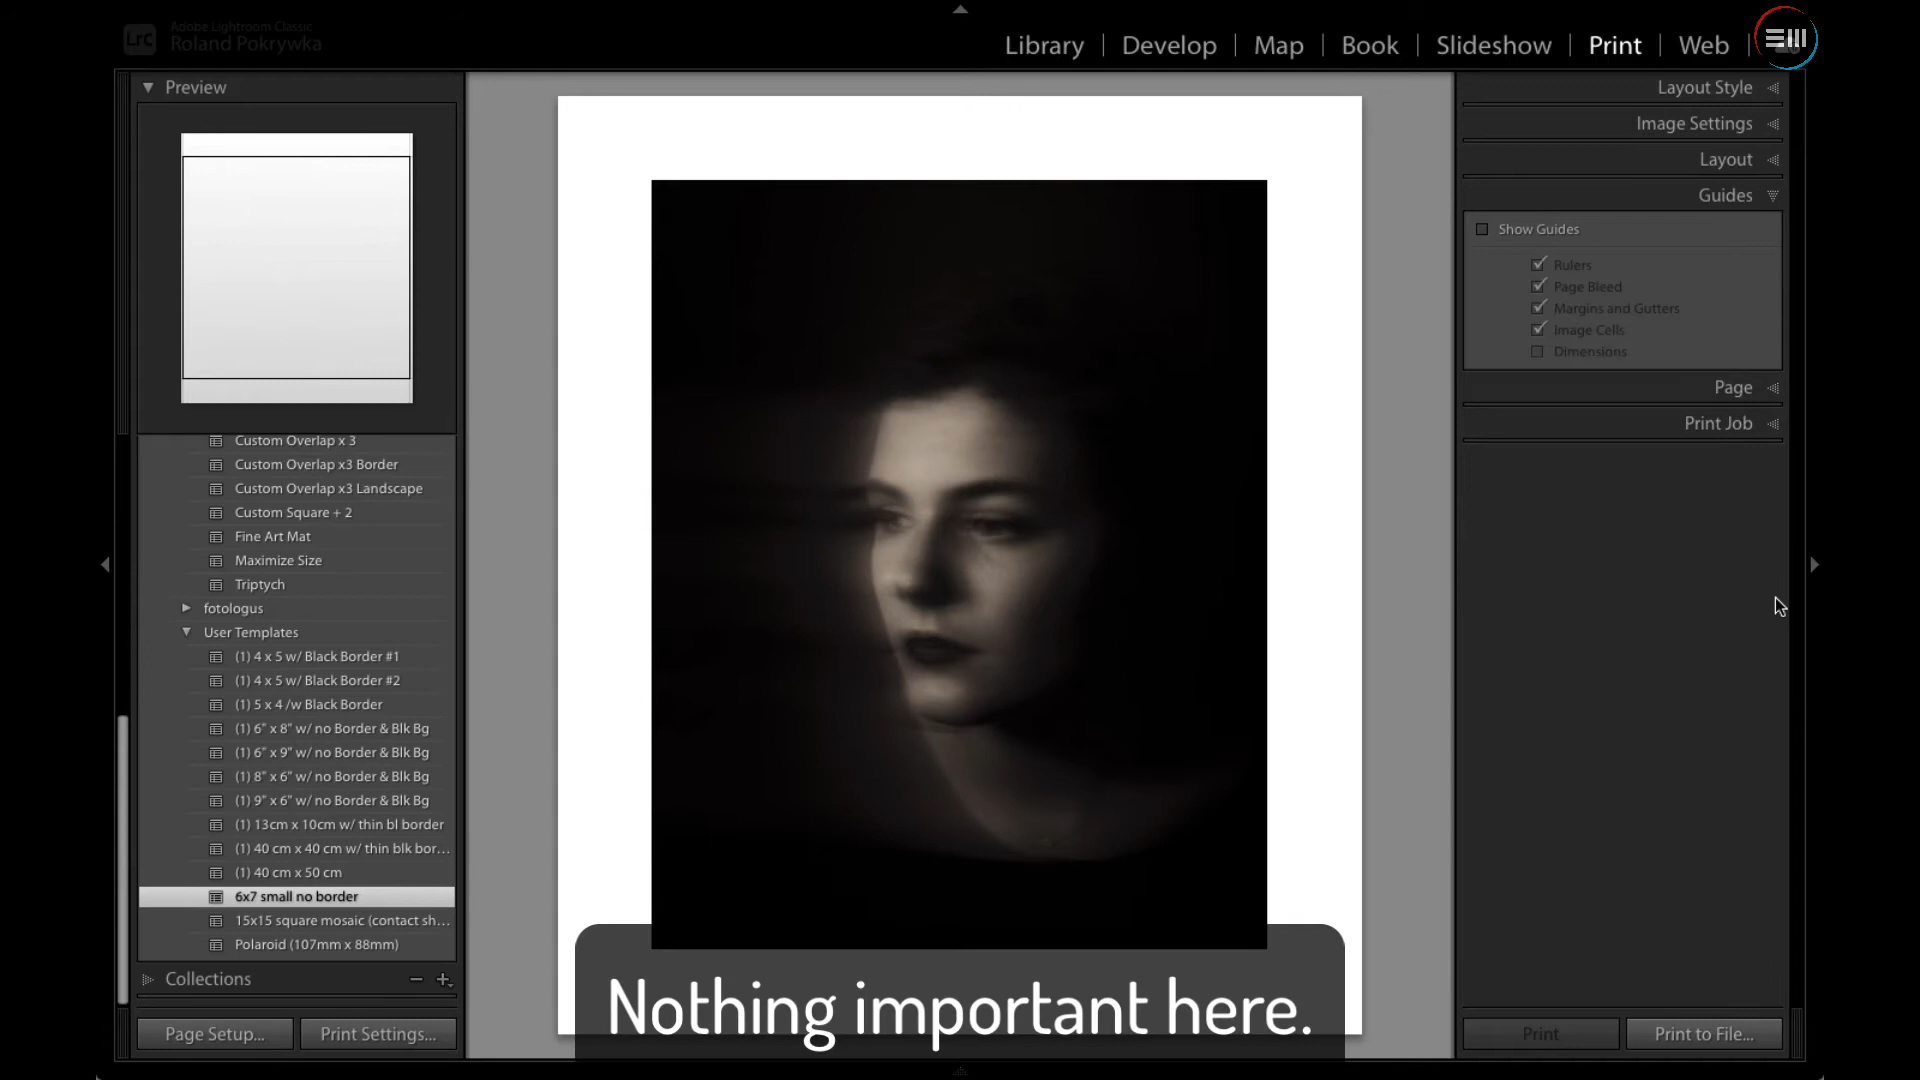 LrC
Adobe Lightroom Classic
Roland Pokrywka
Library
Develop
Map
Book
Slideshow
Print
Web
Preview
Custom Overlap x 3
Custom Overlap x3 Border
Custom Overlap x3 Landscape
Custom Square + 2
Fine Art Mat
Maximize Size
Triptych
fotologus
User Templates
(1) 4 x 5 w/ Black Border #1
(1) 4 x 5 w/ Black Border #2
(1) 5 x 4 /w Black Border
(1) 6" x 8" w/ no Border & Blk Bg
(1) 6" x 9" w/ no Border & Blk Bg
(1) 8" x 6" w/ no Border & Blk Bg
(1) 9" x 6" w/ no Border & Blk Bg
(1) 13cm x 10cm w/ thin bl border
(1) 40 cm x 40 cm w/ thin blk bor...
(1) 40 cm x 50 cm
6x7 small no border
15x15 square mosaic (contact sh...
Polaroid (107mm x 88mm)
Collections
Page Setup...
Print Settings...
Layout Style
Image Settings
Layout
Guides
Show Guides
Rulers
Page Bleed
Margins and Gutters
Image Cells
Dimensions
Page
Print Job
Print
Print to File...
Nothing important here.